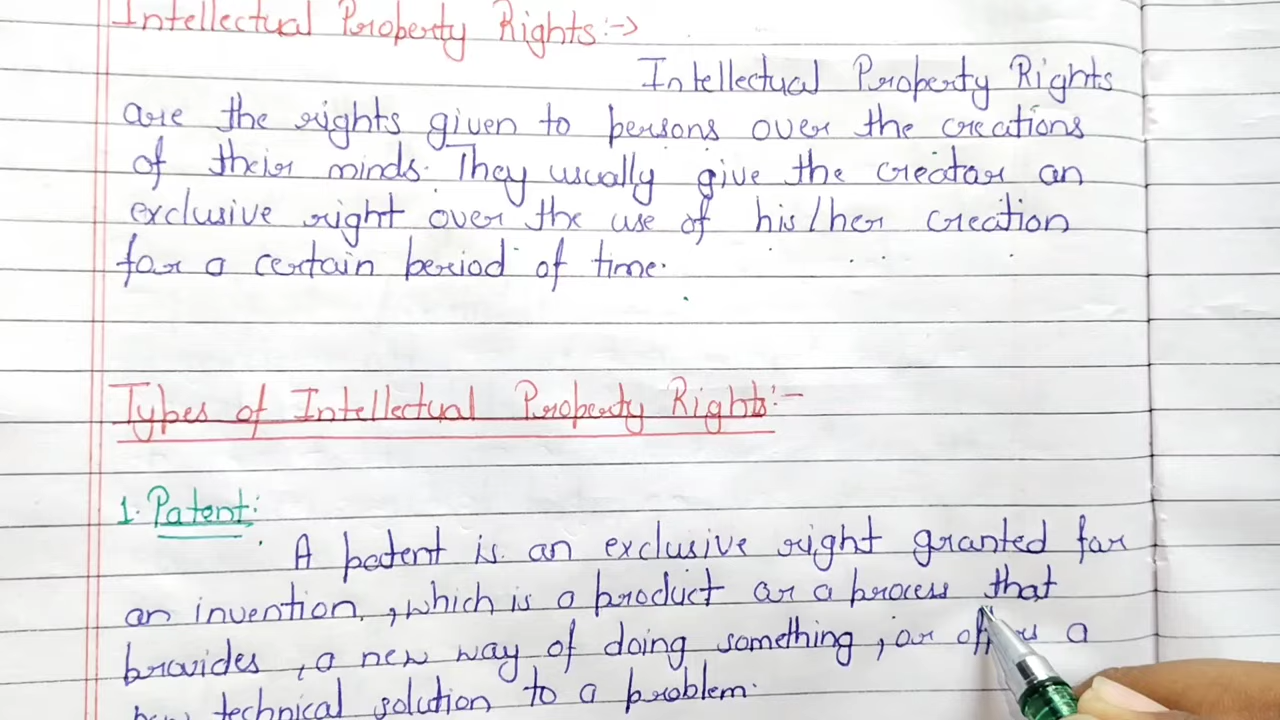 Intellectual Property Rights:->
Intellectual Property Rights
are the rights given to persons over the creations
of their minds. They usually give the creator an
exclusive right over the use of his/her creation
for a certain period of time.
Types of Intellectual Property Rights:-
1. Patent:
A patent is an exclusive right granted for
an invention, which is a product or a process that
provides, a new way of doing something, or offers a
new technical solution to a problem.